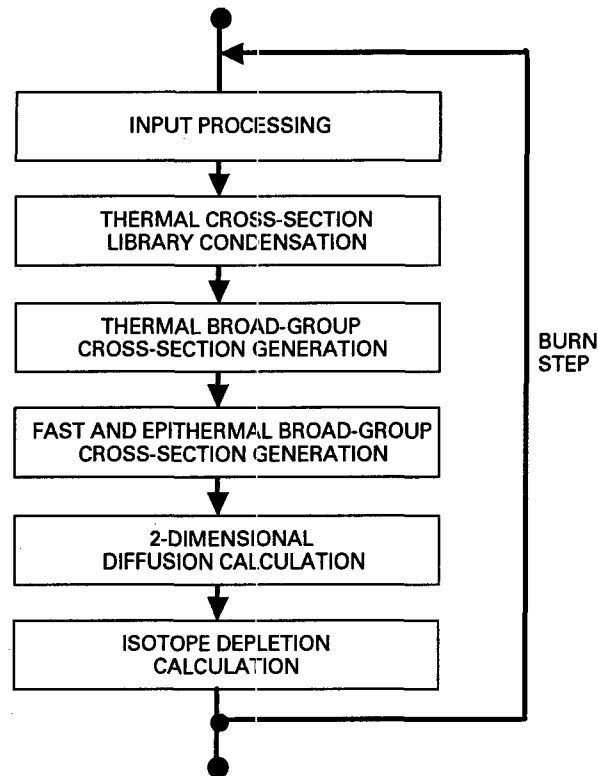 INPUT PROCESSING
THERMAL CROSS-SECTION
LIBRARY CONDENSATION
THERMAL BROAD-GROUP
CROSS-SECTION GENERATION
FAST AND EPITHERMAL BROAD-GROUP
CROSS-SECTION GENERATION
2-DIMENSIONAL
DIFFUSION CALCULATION
ISOTOPE DEPLETION
CALCULATION
BURN
STEP